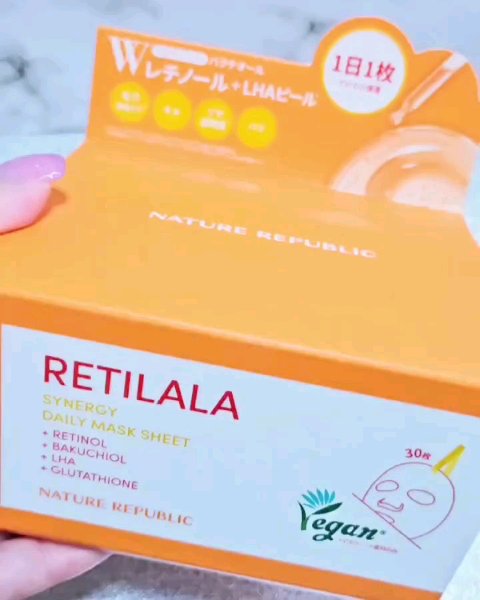 W
バクチオール
レチノール+LHAピール
1日1枚
NATURE REPUBLIC
RETILALA
SYNERGY
DAILY MASK SHEET
+ RETINOL
+ BAKUCHIOL
+ LHA
+ GLUTATHIONE
NATURE REPUBLIC
30枚
Vegan